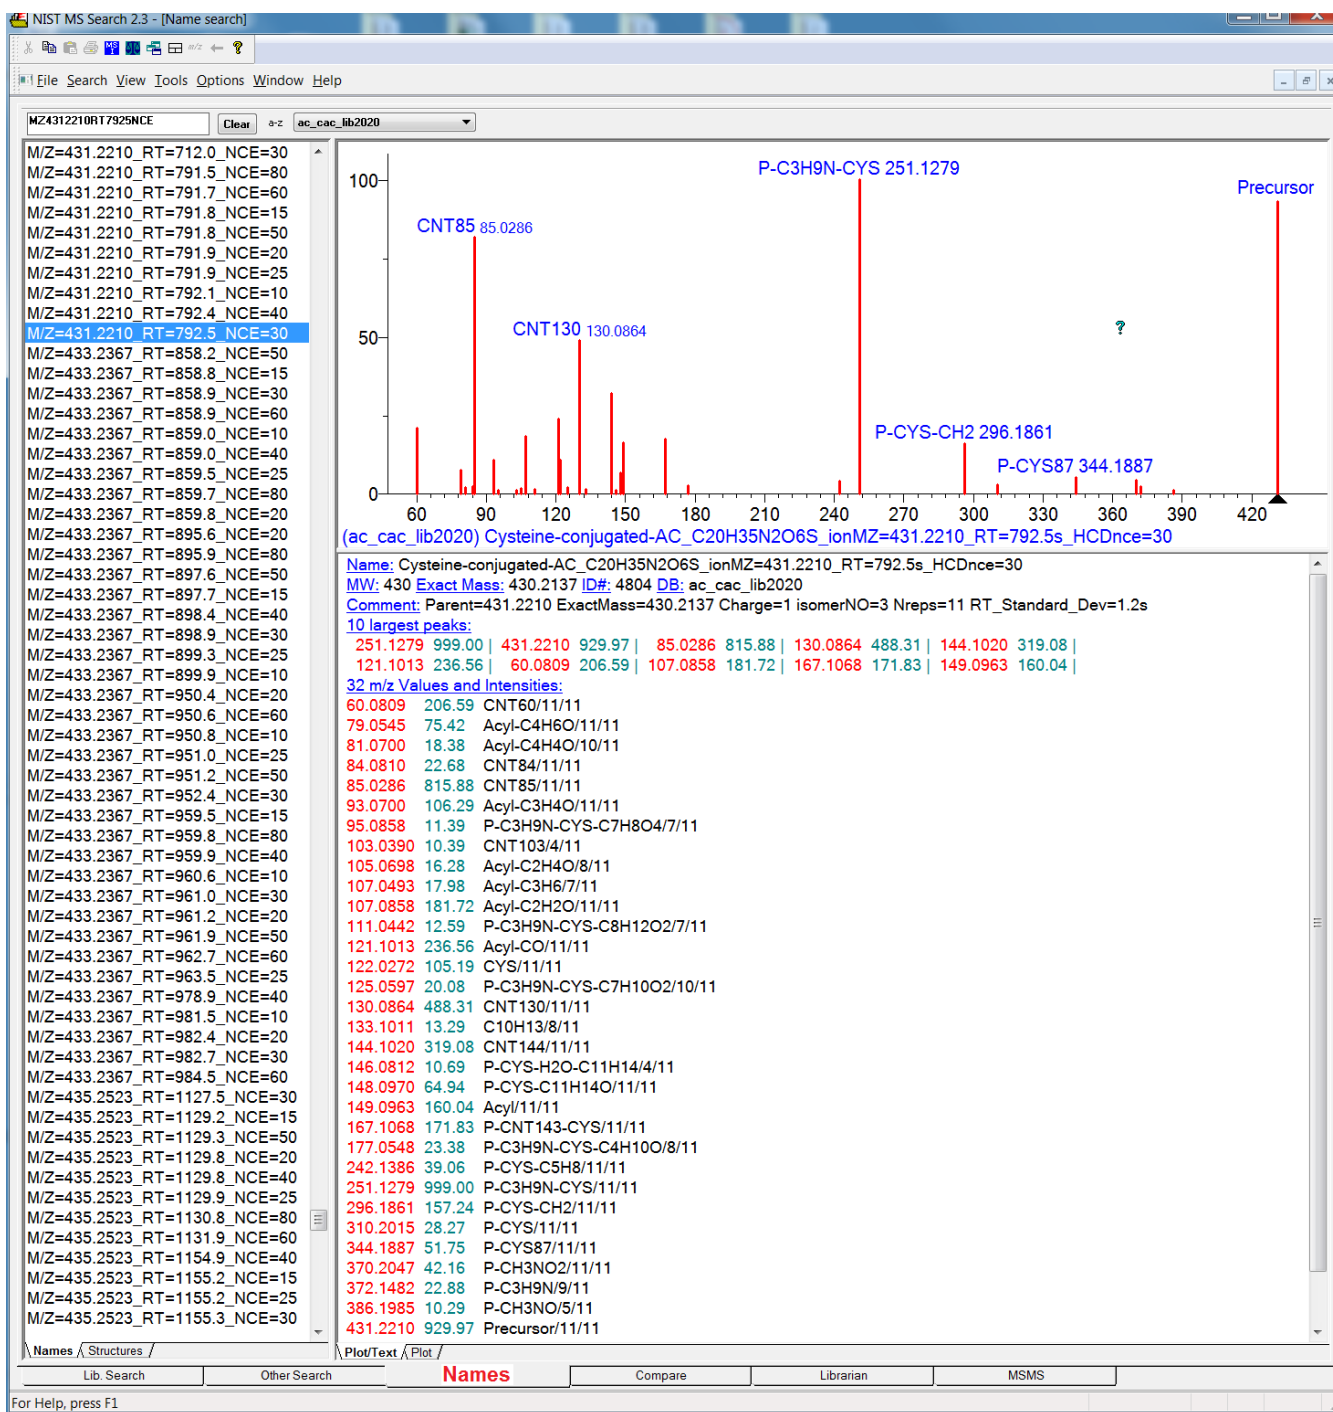 NIST MS Search 2.3 - [Name search]
File Search View Tools Options Window Help
MZ4312210RT7925NCE Clear a-z ac_cac_lib2020
M/Z=431.2210_RT=712.0_NCE=30
M/Z=431.2210_RT=791.5_NCE=80
M/Z=431.2210_RT=791.7_NCE=60
M/Z=431.2210_RT=791.8_NCE=15
M/Z=431.2210_RT=791.8_NCE=50
M/Z=431.2210_RT=791.9_NCE=20
M/Z=431.2210_RT=791.9_NCE=25
M/Z=431.2210_RT=792.1_NCE=10
M/Z=431.2210_RT=792.4_NCE=40
M/Z=431.2210_RT=792.5_NCE=30
M/Z=433.2367_RT=858.2_NCE=50
M/Z=433.2367_RT=858.8_NCE=15
M/Z=433.2367_RT=858.9_NCE=30
M/Z=433.2367_RT=858.9_NCE=60
M/Z=433.2367_RT=859.0_NCE=10
M/Z=433.2367_RT=859.0_NCE=40
M/Z=433.2367_RT=859.5_NCE=25
M/Z=433.2367_RT=859.7_NCE=80
M/Z=433.2367_RT=859.8_NCE=20
M/Z=433.2367_RT=895.6_NCE=20
M/Z=433.2367_RT=895.9_NCE=80
M/Z=433.2367_RT=897.6_NCE=50
M/Z=433.2367_RT=897.7_NCE=15
M/Z=433.2367_RT=898.4_NCE=40
M/Z=433.2367_RT=898.9_NCE=30
M/Z=433.2367_RT=899.3_NCE=25
M/Z=433.2367_RT=899.9_NCE=10
M/Z=433.2367_RT=950.4_NCE=20
M/Z=433.2367_RT=950.6_NCE=60
M/Z=433.2367_RT=950.8_NCE=10
M/Z=433.2367_RT=951.0_NCE=25
M/Z=433.2367_RT=951.2_NCE=50
M/Z=433.2367_RT=952.4_NCE=30
M/Z=433.2367_RT=959.5_NCE=15
M/Z=433.2367_RT=959.8_NCE=80
M/Z=433.2367_RT=959.9_NCE=40
M/Z=433.2367_RT=960.6_NCE=10
M/Z=433.2367_RT=961.0_NCE=30
M/Z=433.2367_RT=961.2_NCE=20
M/Z=433.2367_RT=961.9_NCE=50
M/Z=433.2367_RT=962.7_NCE=60
M/Z=433.2367_RT=963.5_NCE=25
M/Z=433.2367_RT=978.9_NCE=40
M/Z=433.2367_RT=981.5_NCE=10
M/Z=433.2367_RT=982.4_NCE=20
M/Z=433.2367_RT=982.7_NCE=30
M/Z=433.2367_RT=984.5_NCE=60
M/Z=435.2523_RT=1127.5_NCE=30
M/Z=435.2523_RT=1129.2_NCE=15
M/Z=435.2523_RT=1129.3_NCE=50
M/Z=435.2523_RT=1129.8_NCE=20
M/Z=435.2523_RT=1129.8_NCE=40
M/Z=435.2523_RT=1129.9_NCE=25
M/Z=435.2523_RT=1130.8_NCE=80
M/Z=435.2523_RT=1131.9_NCE=60
M/Z=435.2523_RT=1154.9_NCE=40
M/Z=435.2523_RT=1155.2_NCE=15
M/Z=435.2523_RT=1155.2_NCE=25
M/Z=435.2523_RT=1155.3_NCE=30
Names Structures
100
50
0
P-C3H9N-CYS 251.1279
Precursor
CNT85 85.0286
CNT130 130.0864
?
P-CYS-CH2 296.1861
P-CYS87 344.1887
60 90 120 150 180 210 240 270 300 330 360 390 420
(ac_cac_lib2020) Cysteine-conjugated-AC_C20H35N2O6S_ionMZ=431.2210_RT=792.5s_HCDnce=30
Name: Cysteine-conjugated-AC_C20H35N2O6S_ionMZ=431.2210_RT=792.5s_HCDnce=30
MW: 430 Exact Mass: 430.2137 ID#: 4804 DB: ac_cac_lib2020
Comment: Parent=431.2210 ExactMass=430.2137 Charge=1 isomerNO=3 Nreps=11 RT_Standard_Dev=1.2s
10 largest peaks:
251.1279 999.00 | 431.2210 929.97 | 85.0286 815.88 | 130.0864 488.31 | 144.1020 319.08 |
121.1013 236.56 | 60.0809 206.59 | 107.0858 181.72 | 167.1068 171.83 | 149.0963 160.04 |
32 m/z Values and Intensities:
60.0809 206.59 CNT60/11/11
79.0545 75.42 Acyl-C4H6O/11/11
81.0700 18.38 Acyl-C4H4O/10/11
84.0810 22.68 CNT84/11/11
85.0286 815.88 CNT85/11/11
93.0700 106.29 Acyl-C3H4O/11/11
95.0858 11.39 P-C3H9N-CYS-C7H8O4/7/11
103.0390 10.39 CNT103/4/11
105.0698 16.28 Acyl-C2H4O/8/11
107.0493 17.98 Acyl-C3H6/7/11
107.0858 181.72 Acyl-C2H2O/11/11
111.0442 12.59 P-C3H9N-CYS-C8H12O2/7/11
121.1013 236.56 Acyl-CO/11/11
122.0272 105.19 CYS/11/11
125.0597 20.08 P-C3H9N-CYS-C7H10O2/10/11
130.0864 488.31 CNT130/11/11
133.1011 13.29 C10H13/8/11
144.1020 319.08 CNT144/11/11
146.0812 10.69 P-CYS-H2O-C11H14/4/11
148.0970 64.94 P-CYS-C11H14O/11/11
149.0963 160.04 Acyl/11/11
167.1068 171.83 P-CNT143-CYS/11/11
177.0548 23.38 P-C3H9N-CYS-C4H10O/8/11
242.1386 39.06 P-CYS-C5H8/11/11
251.1279 999.00 P-C3H9N-CYS/11/11
296.1861 157.24 P-CYS-CH2/11/11
310.2015 28.27 P-CYS/11/11
344.1887 51.75 P-CYS87/11/11
370.2047 42.16 P-CH3NO2/11/11
372.1482 22.88 P-C3H9N/9/11
386.1985 10.29 P-CH3NO/5/11
431.2210 929.97 Precursor/11/11
Plot/Text Plot
Lib. Search Other Search Names Compare Librarian MSMS
For Help, press F1